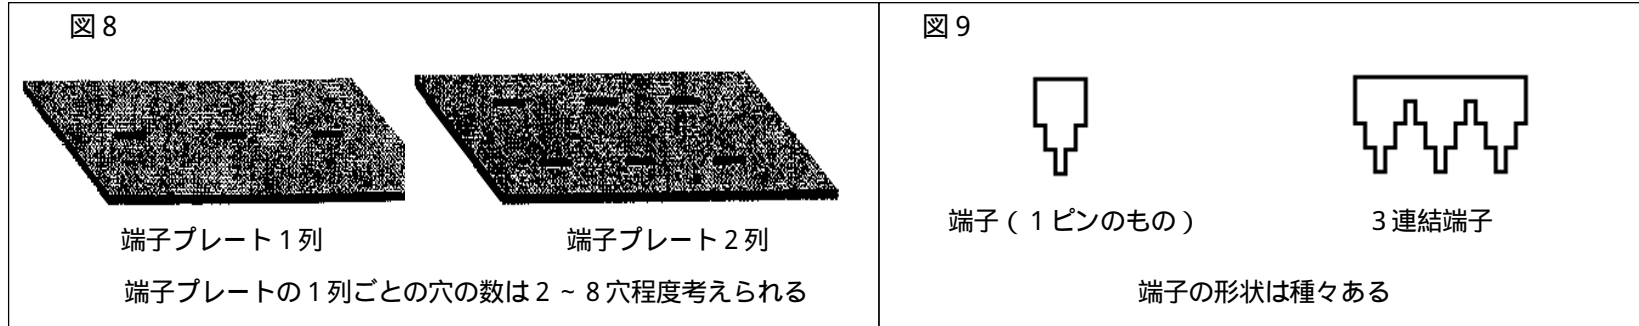 図8
端子プレート1列
端子プレート2列
端子プレートの1列ごとの穴の数は2~8穴程度考えられる
図9
端子(1ピンのもの)
3連結端子
端子の形状は種々ある